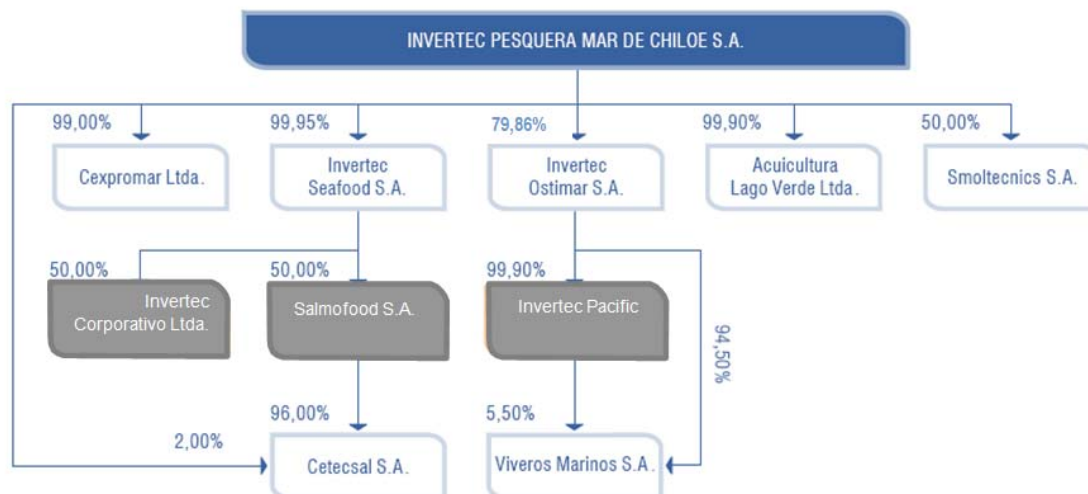 INVERTEC PESQUERA MAR DE CHILOE S.A.
99,00%
99,95%
79,86%
99,90%
50,00%
Cexpromar Ltda.
Invertec
Seafood S.A.
Invertec
Ostimar S.A.
Acuicultura
Lago Verde Ltda.
Smoltecnics S.A.
50,00%
50,00%
99,90%
Invertec
Corporativo Ltda.
Salmofood S.A.
Invertec Pacific
94,50%
96,00%
5,50%
2,00%
Cetecsal S.A.
Viveros Marinos S.A.